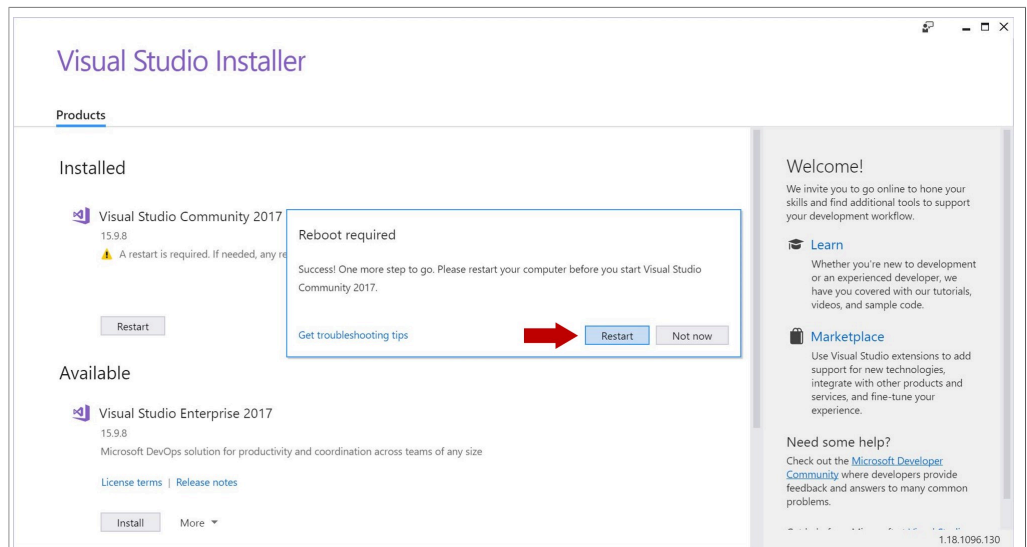 Visual Studio Installer
Products
Installed
Visual Studio Community 2017
15.9.8
A restart is required. If needed, any re
Restart
Reboot required
Success! One more step to go. Please restart your computer before you start Visual Studio
Community 2017.
Get troubleshooting tips
Restart
Not now
Available
Visual Studio Enterprise 2017
15.9.8
Microsoft DevOps solution for productivity and coordination across teams of any size
License terms | Release notes
Install
More
Welcome!
We invite you to go online to hone your
skills and find additional tools to support
your development workflow.
Learn
Whether you're new to development
or an experienced developer, we
have you covered with our tutorials,
videos, and sample code.
Marketplace
Use Visual Studio extensions to add
support for new technologies,
integrate with other products and
services, and fine-tune your
experience.
Need some help?
Check out the Microsoft Developer
Community where developers provide
feedback and answers to many common
problems.
1.18.1096.130